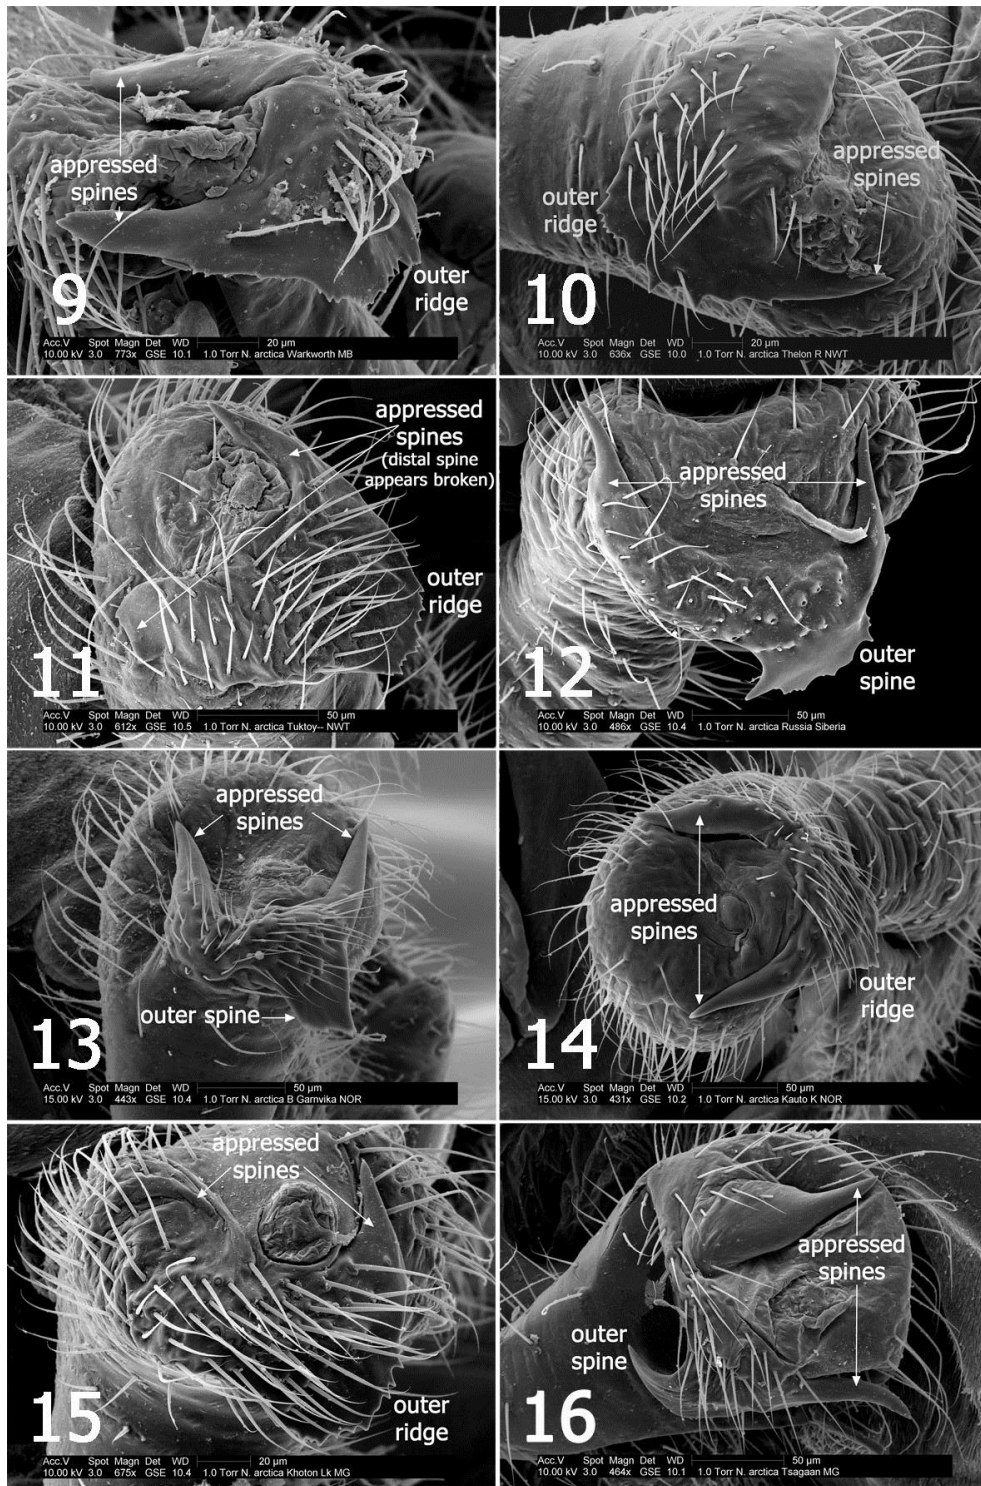 appressed
spines
outer
ridge
9
Acc.V Spot Magn Det WD 20 µm
10.00 kV 3.0 773x GSE 10.1 1.0 Torr N. arctica Warkworth MB
appressed
spines
outer
ridge
10
Acc.V Spot Magn Det WD 20 µm
10.00 kV 3.0 636x GSE 10.0 1.0 Torr N. arctica Thelon R NWT
appressed
spines
(distal spine
appears broken)
outer
ridge
11
Acc.V Spot Magn Det WD 50 µm
10.00 kV 3.0 612x GSE 10.5 1.0 Torr N. arctica Tuktoy-- NWT
appressed
spines
outer
spine
12
Acc.V Spot Magn Det WD 50 µm
10.00 kV 3.0 486x GSE 10.4 1.0 Torr N. arctica Russia Siberia
appressed
spines
outer spine
13
Acc.V Spot Magn Det WD 50 µm
15.00 kV 3.0 443x GSE 10.4 1.0 Torr N. arctica B Garnvika NOR
appressed
spines
outer
ridge
14
Acc.V Spot Magn Det WD 50 µm
15.00 kV 3.0 431x GSE 10.2 1.0 Torr N. arctica Kauto K NOR
appressed
spines
outer
ridge
15
Acc.V Spot Magn Det WD 20 µm
10.00 kV 3.0 675x GSE 10.4 1.0 Torr N. arctica Khoton Lk MG
appressed
spines
outer
spine
16
Acc.V Spot Magn Det WD 50 µm
10.00 kV 3.0 464x GSE 10.1 1.0 Torr N. arctica Tsagaan MG